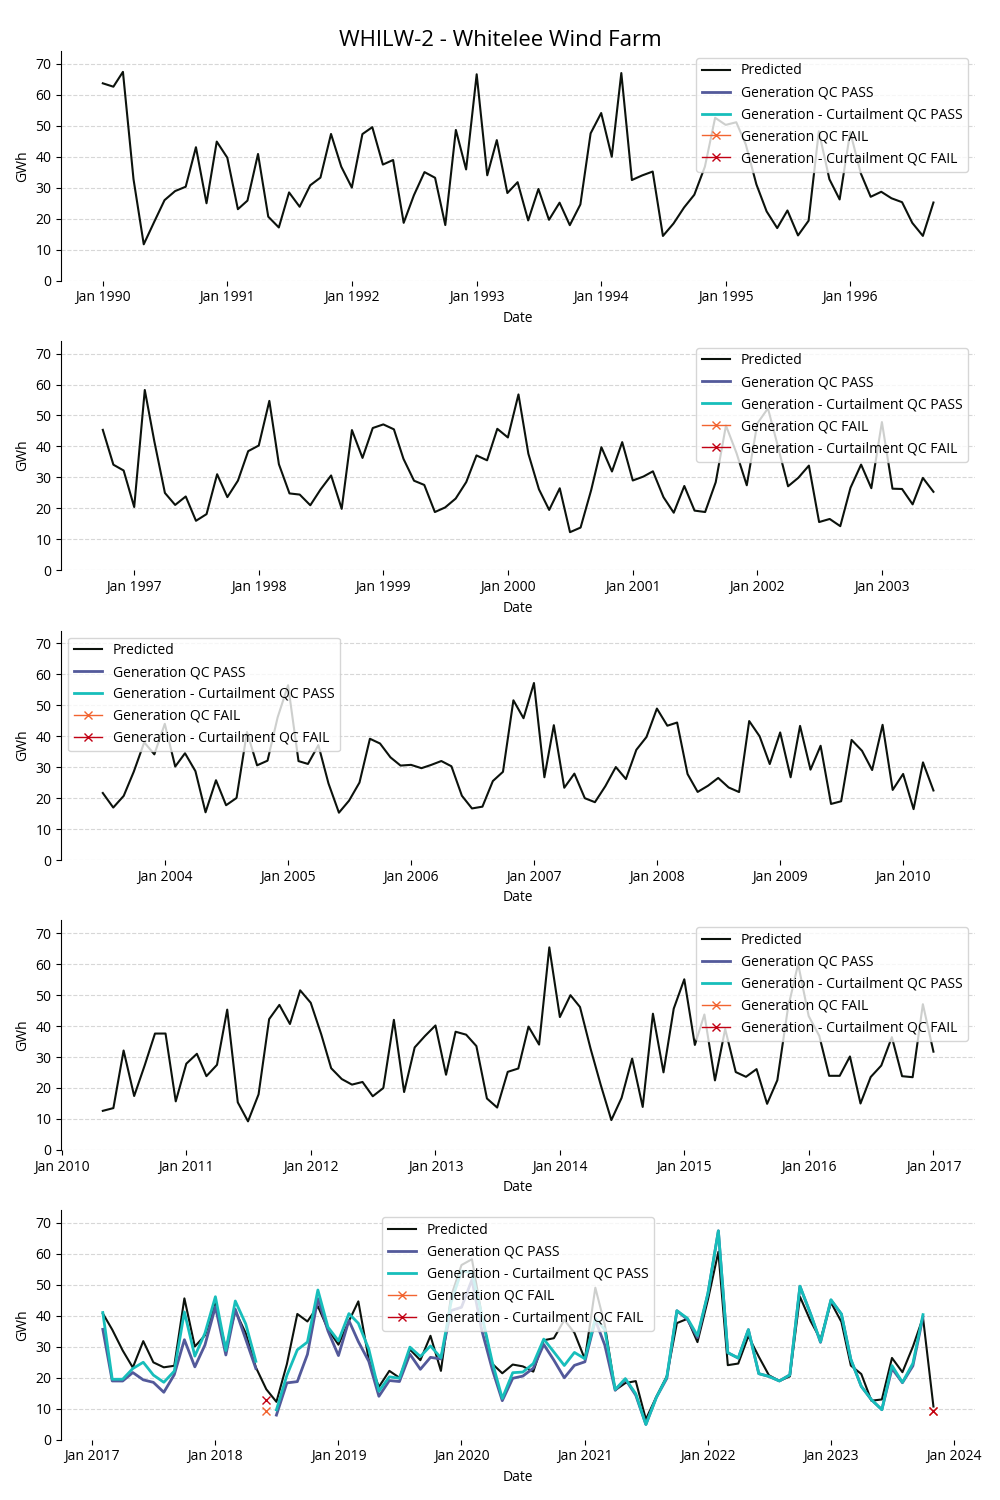 WHILW-2 - Whitelee Wind Farm
70
60
50
40
30
20
10
0
GWh
Predicted
Generation QC PASS
Generation - Curtailment QC PASS
Generation QC FAIL
Generation - Curtailment QC FAIL
Jan 1990 Jan 1991 Jan 1992 Jan 1993 Jan 1994 Jan 1995 Jan 1996
Date
70
60
50
40
30
20
10
0
GWh
Predicted
Generation QC PASS
Generation - Curtailment QC PASS
Generation QC FAIL
Generation - Curtailment QC FAIL
Jan 1997 Jan 1998 Jan 1999 Jan 2000 Jan 2001 Jan 2002 Jan 2003
Date
70
60
50
40
30
20
10
0
GWh
Predicted
Generation QC PASS
Generation - Curtailment QC PASS
Generation QC FAIL
Generation - Curtailment QC FAIL
Jan 2004 Jan 2005 Jan 2006 Jan 2007 Jan 2008 Jan 2009 Jan 2010
Date
70
60
50
40
30
20
10
0
GWh
Predicted
Generation QC PASS
Generation - Curtailment QC PASS
Generation QC FAIL
Generation - Curtailment QC FAIL
Jan 2010 Jan 2011 Jan 2012 Jan 2013 Jan 2014 Jan 2015 Jan 2016 Jan 2017
Date
70
60
50
40
30
20
10
0
GWh
Predicted
Generation QC PASS
Generation - Curtailment QC PASS
Generation QC FAIL
Generation - Curtailment QC FAIL
Jan 2017 Jan 2018 Jan 2019 Jan 2020 Jan 2021 Jan 2022 Jan 2023 Jan 2024
Date